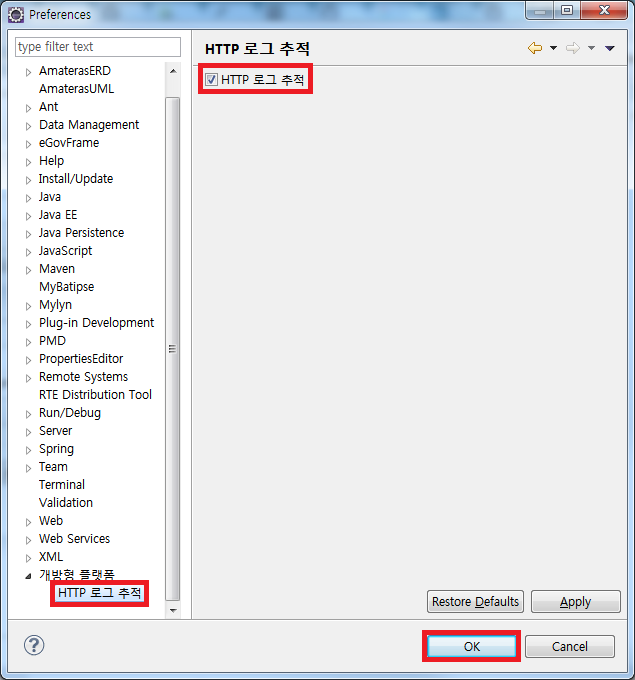 Preferences
type filter text
AmaterasERD
AmaterasUML
Ant
Data Management
eGovFrame
Help
Install/Update
Java
Java EE
Java Persistence
JavaScript
Maven
MyBatipse
Mylyn
Plug-in Development
PMD
PropertiesEditor
Remote Systems
RTE Distribution Tool
Run/Debug
Server
Spring
Team
Terminal
Validation
Web
Web Services
XML
개방형 플랫폼
HTTP 로그 추적
HTTP 로그 추적
HTTP 로그 추적
Restore Defaults
Apply
OK
Cancel